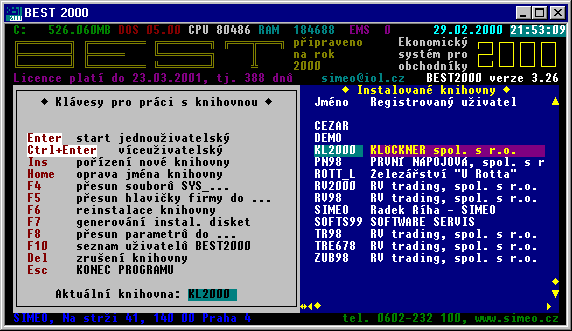 BEST 2000
C: 526.060MB DOS 05.00 CPU 80486 RAM 184688 EMS 0 29.02.2000 21:53:09
BEST připraveno Ekonomický 2000
na rok systém pro
2000 obchodníky
Licence platí do 23.03.2001, tj. 388 dnů simeo@iol.cz BEST2000 verze 3.26
◆ Klávesy pro práci s knihovnou ◆
Enter start jednouživatelský
Ctrl+Enter víceuživatelský
Ins pořízení nové knihovny
Home oprava jména knihovny
F4 přesun souborů SYS_...
F5 přesun hlavičky firmy do ...
F6 reinstalace knihovny
F7 generování instal. disket
F8 přesun parametrů do ...
F10 seznam uživatelů BEST2000
Del zrušení knihovny
Esc KONEC PROGRAMU
Aktuální knihovna: KL2000
◆ Instalované knihovny ◆
Jméno Registrovaný uživatel
CEZAR
DEMO
KL2000 KLÖCKNER spol. s r.o.
PN98 PRVNÍ NÁPOJOVÁ, spol. s r
ROTT_L Železářství "U Rotta"
RV2000 RV trading, spol. s r.o.
RV98 RV trading, spol. s r.o.
SIMEO Radek Říha - SIMEO
SOFTS99 SOFTWARE SERVIS
TR98 RV trading, spol. s r.o.
TRE678 RV trading, spol. s r.o.
ZUB98 RV trading, spol. s r.o.
SIMEO, Na strži 41, 140 00 Praha 4 tel. 0602-232 100, www.simeo.cz